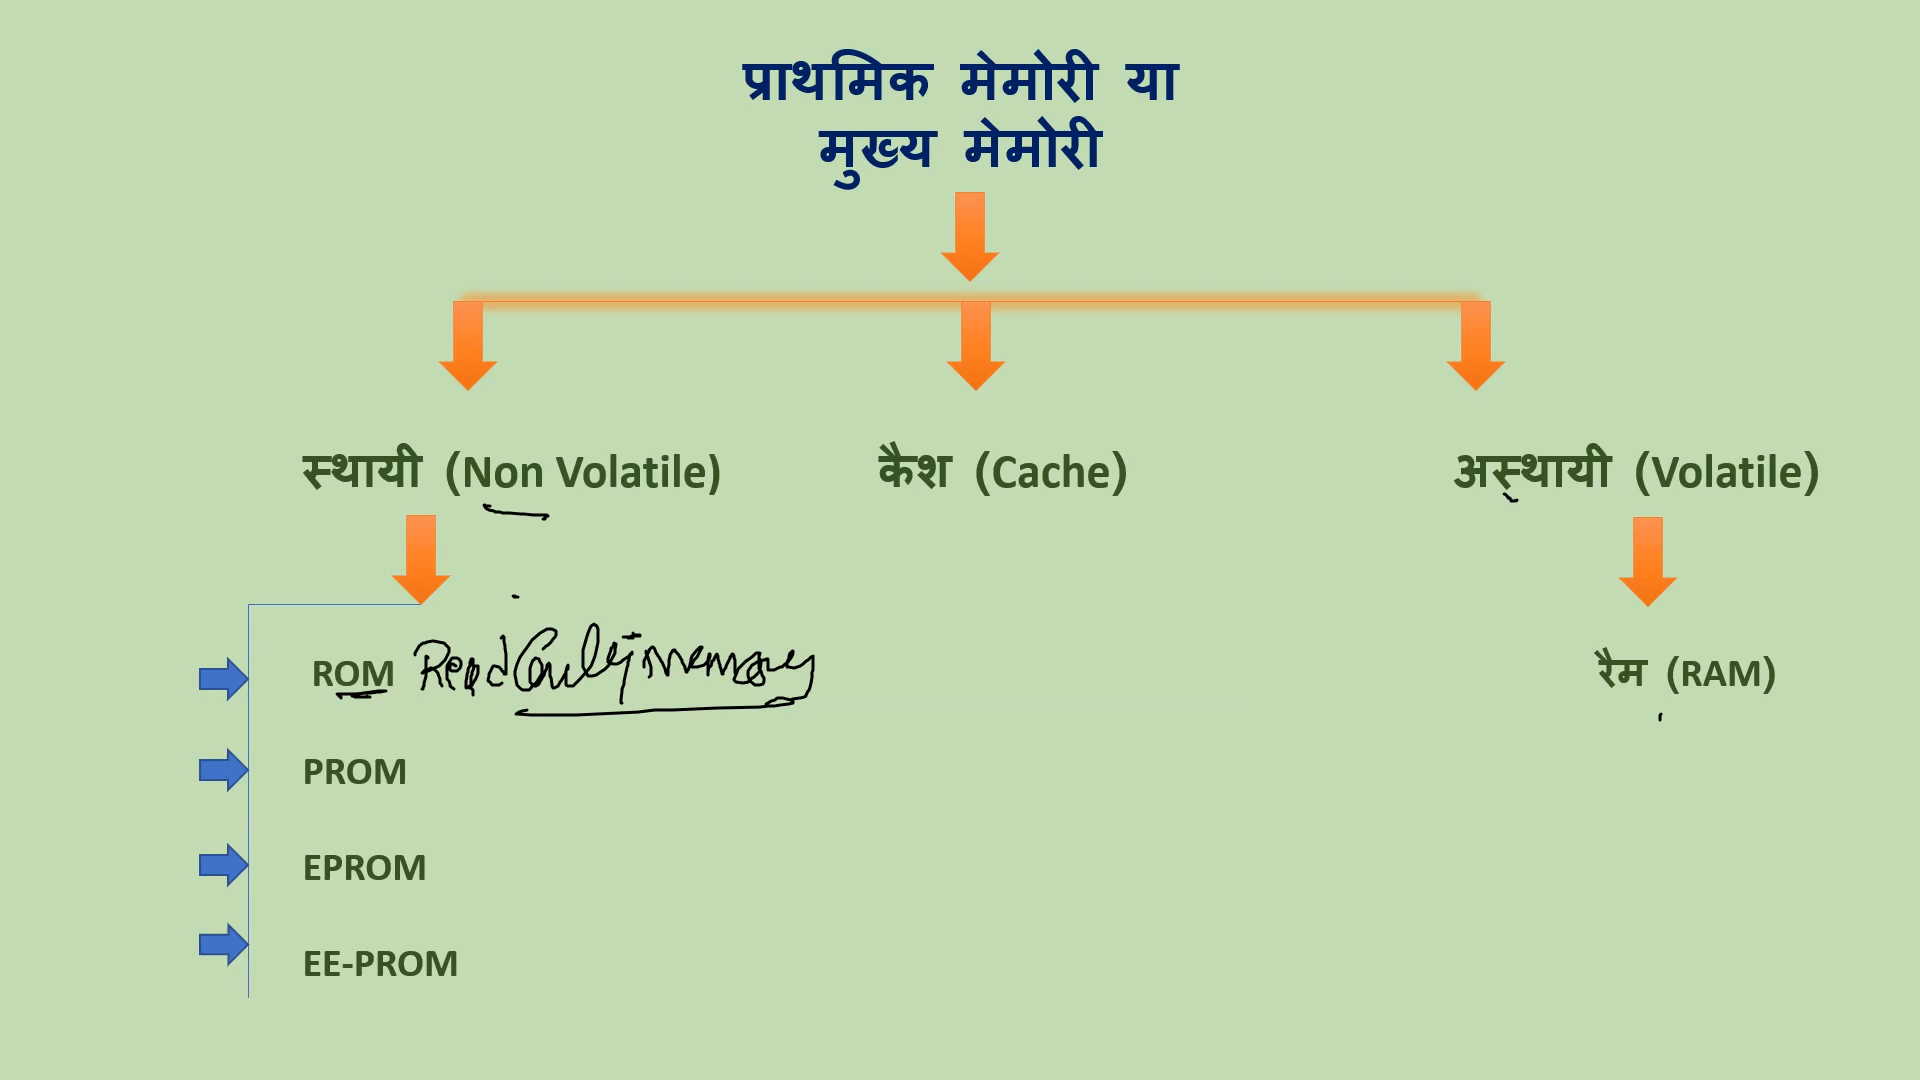 प्राथमिक मेमोरी या
मुख्य मेमोरी
स्थायी (Non Volatile)
कैश (Cache)
अस्थायी (Volatile)
ROM Read Only memory
रैम (RAM)
PROM
EPROM
EE-PROM